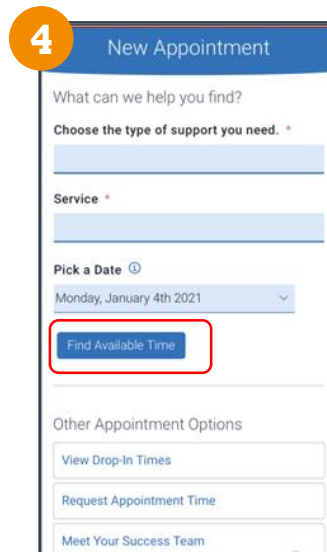 4
New Appointment
What can we help you find?
Choose the type of support you need. *
Service *
Pick a Date ⓘ
Monday, January 4th 2021
Find Available Time
Other Appointment Options
View Drop-In Times
Request Appointment Time
Meet Your Success Team